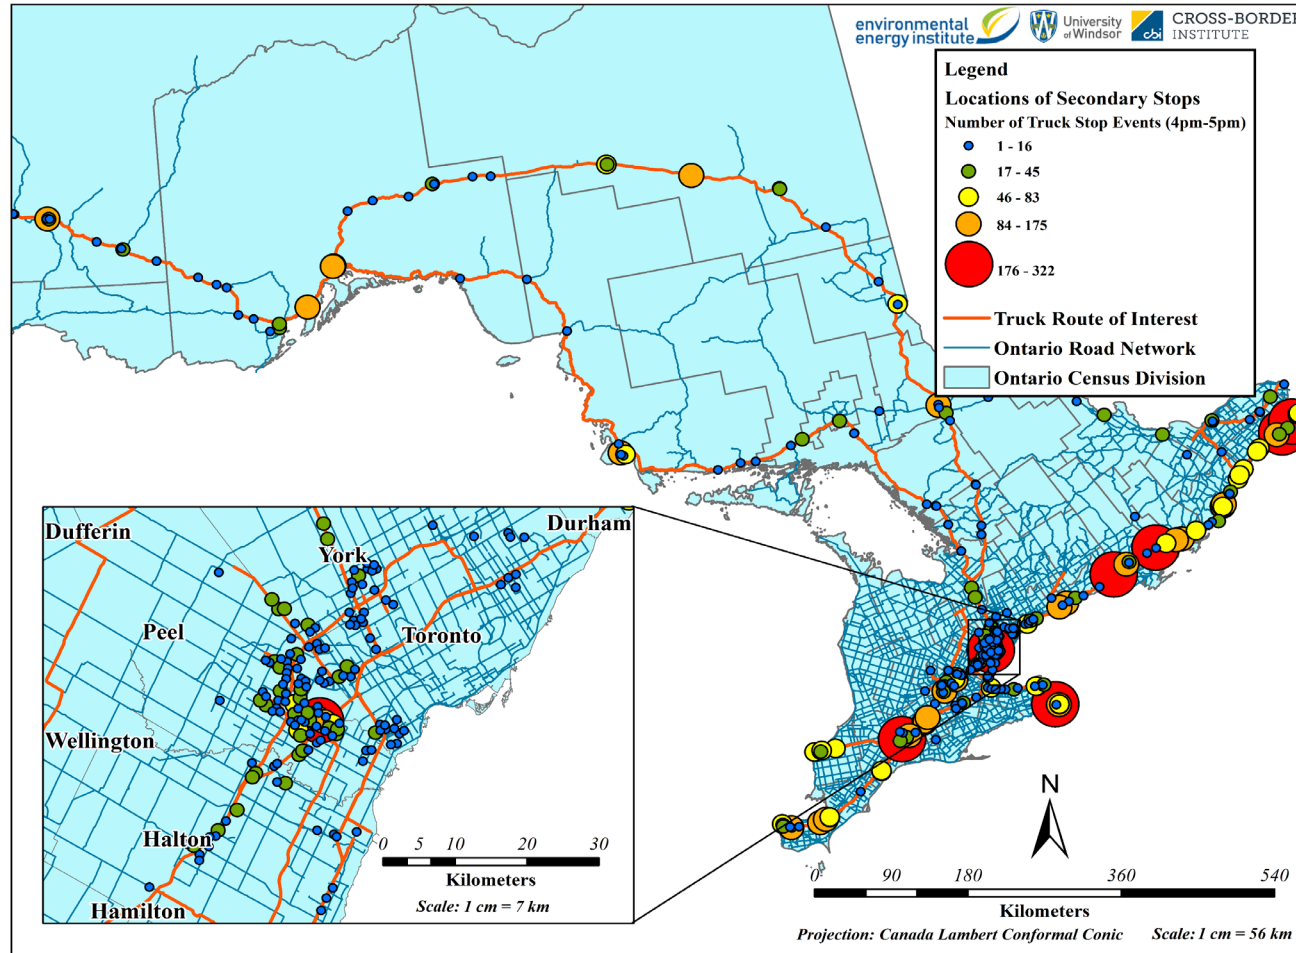 environmental
energy institute
University
of Windsor
cbi
CROSS-BORDER
INSTITUTE
Legend
Locations of Secondary Stops
Number of Truck Stop Events (4pm-5pm)
1 - 16
17 - 45
46 - 83
84 - 175
176 - 322
Truck Route of Interest
Ontario Road Network
Ontario Census Division
Dufferin
Durham
York
Peel
Toronto
Wellington
Halton
Hamilton
0 5 10 20 30
Kilometers
Scale: 1 cm = 7 km
N
0 90 180 360 540
Kilometers
Projection: Canada Lambert Conformal Conic Scale: 1 cm = 56 km